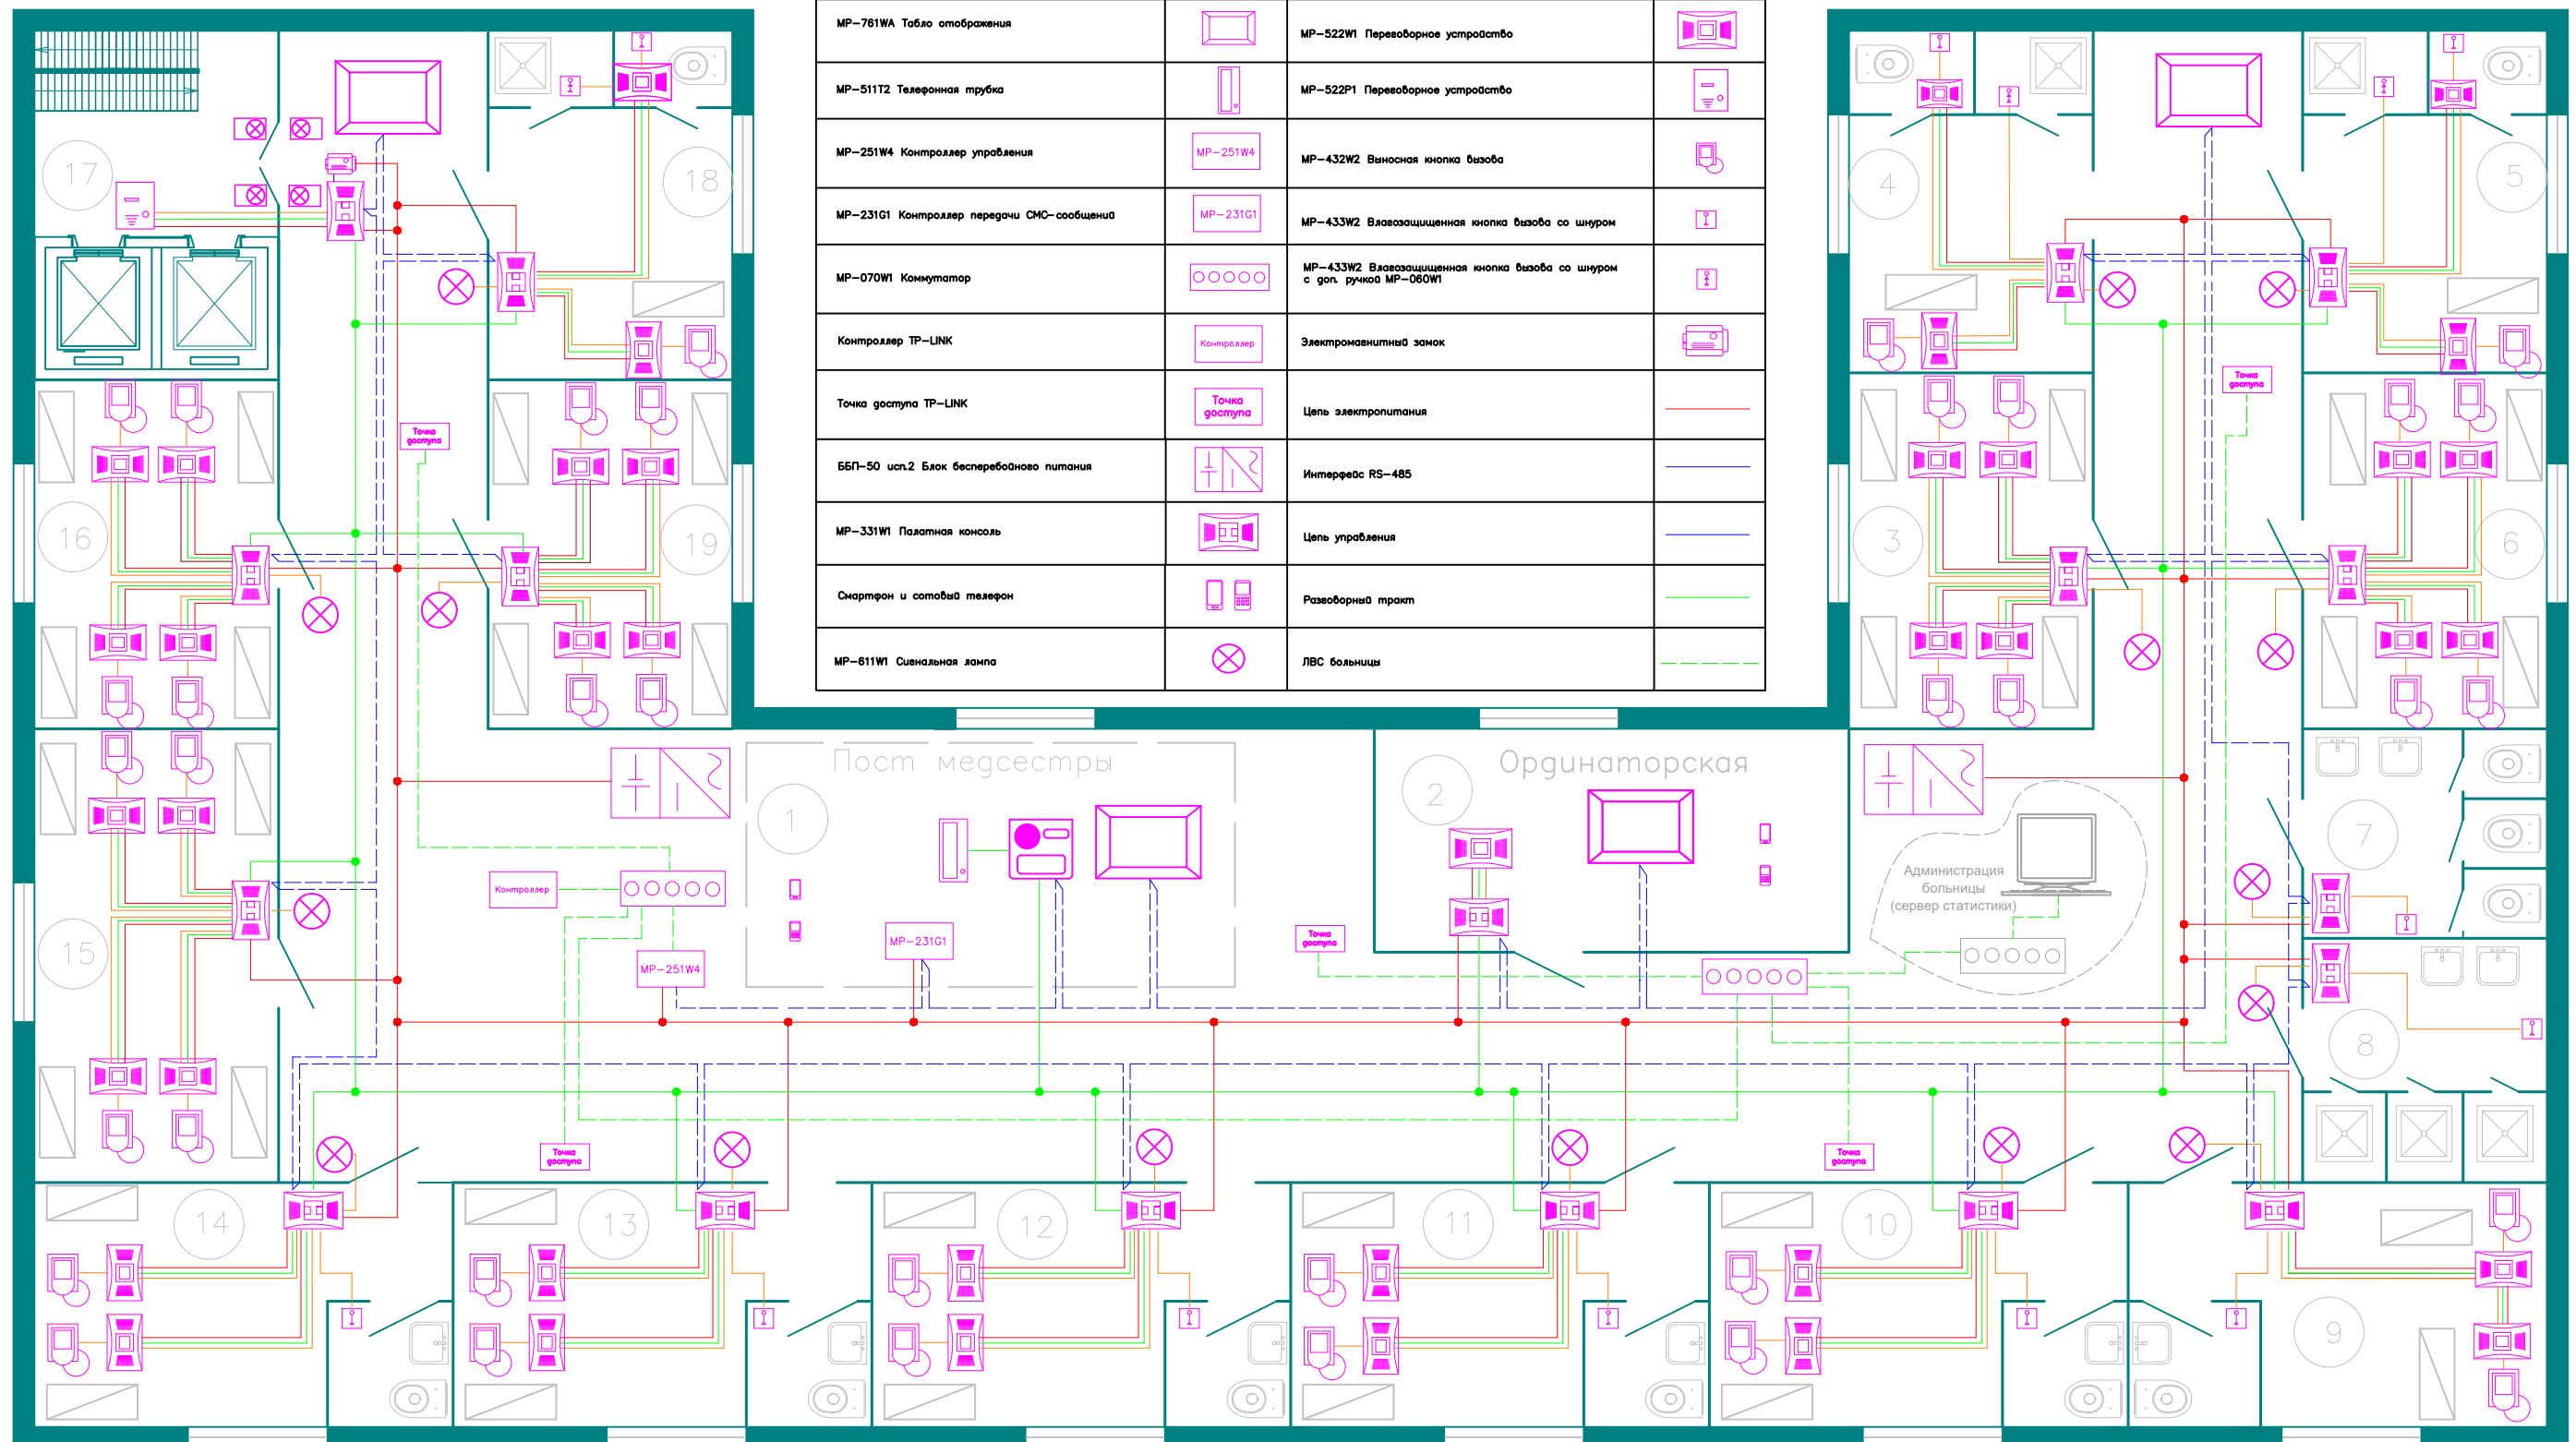 МР-761WA Табло отображения
МР-522W1 Переговорное устройство
МР-511Т2 Телефонная трубка
МР-522Р1 Переговорное устройство
МР-251W4 Контроллер управления
МР-251W4
МР-432W2 Выносная кнопка вызова
МР-231G1 Контроллер передачи СМС-сообщений
МР-231G1
МР-433W2 Влагозащищенная кнопка вызова со шнуром
МР-070W1 Коммутатор
МР-433W2 Влагозащищенная кнопка вызова со шнуром
с доп. ручкой МР-060W1
Контроллер TP-LINK
Контроллер
Электромагнитный замок
Точка доступа TP-LINK
Точка
доступа
Цепь электропитания
ББП-50 исп.2 Блок бесперебойного питания
Интерфейс RS-485
МР-331W1 Палатная консоль
Цепь управления
Смартфон и сотовый телефон
Разговорный тракт
МР-611W1 Сигнальная лампа
ЛВС больницы
17
18
4
5
Точка
доступа
Точка
доступа
16
19
3
6
Пост медсестры
1
Ординаторская
2
7
Администрация
больницы
(сервер статистики)
Контроллер
МР-231G1
МР-251W4
Точка
доступа
15
8
Точка
доступа
Точка
доступа
14
13
12
11
10
9